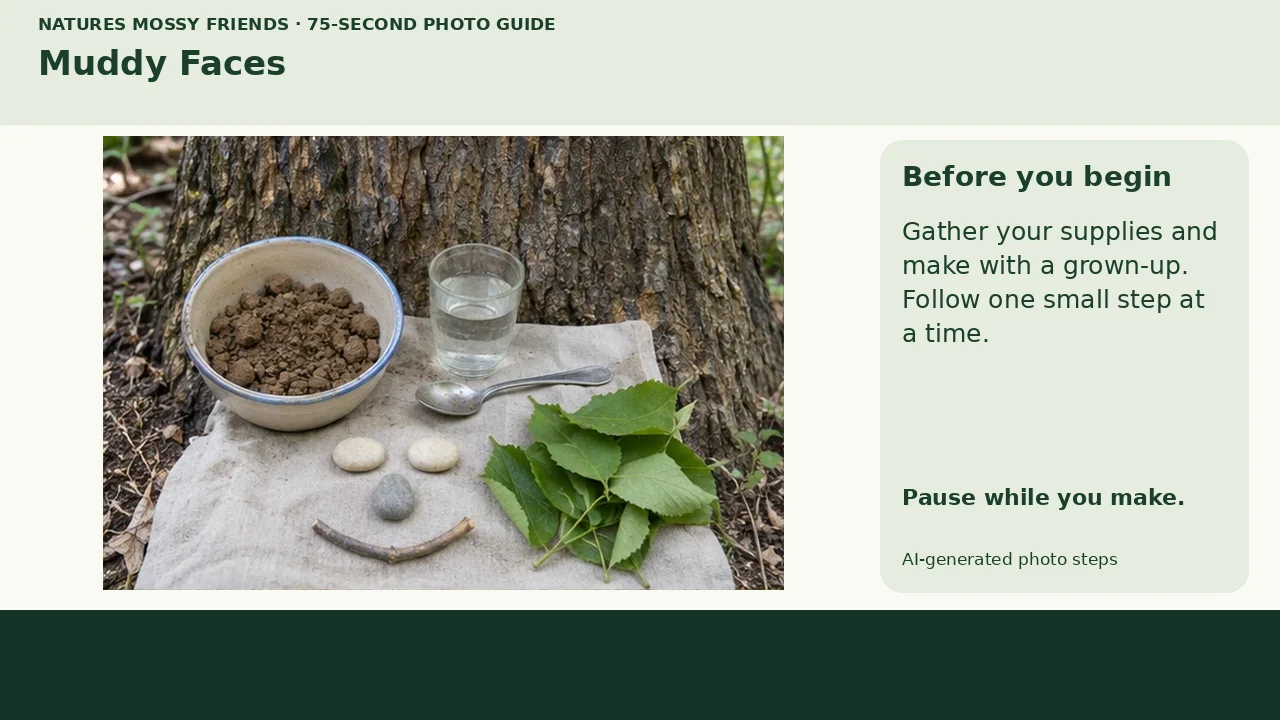 NATURES MOSSY FRIENDS · 75-SECOND PHOTO GUIDE
Muddy Faces
Before you begin
Gather your supplies and
make with a grown-up.
Follow one small step at
a time.
Pause while you make.
AI-generated photo steps